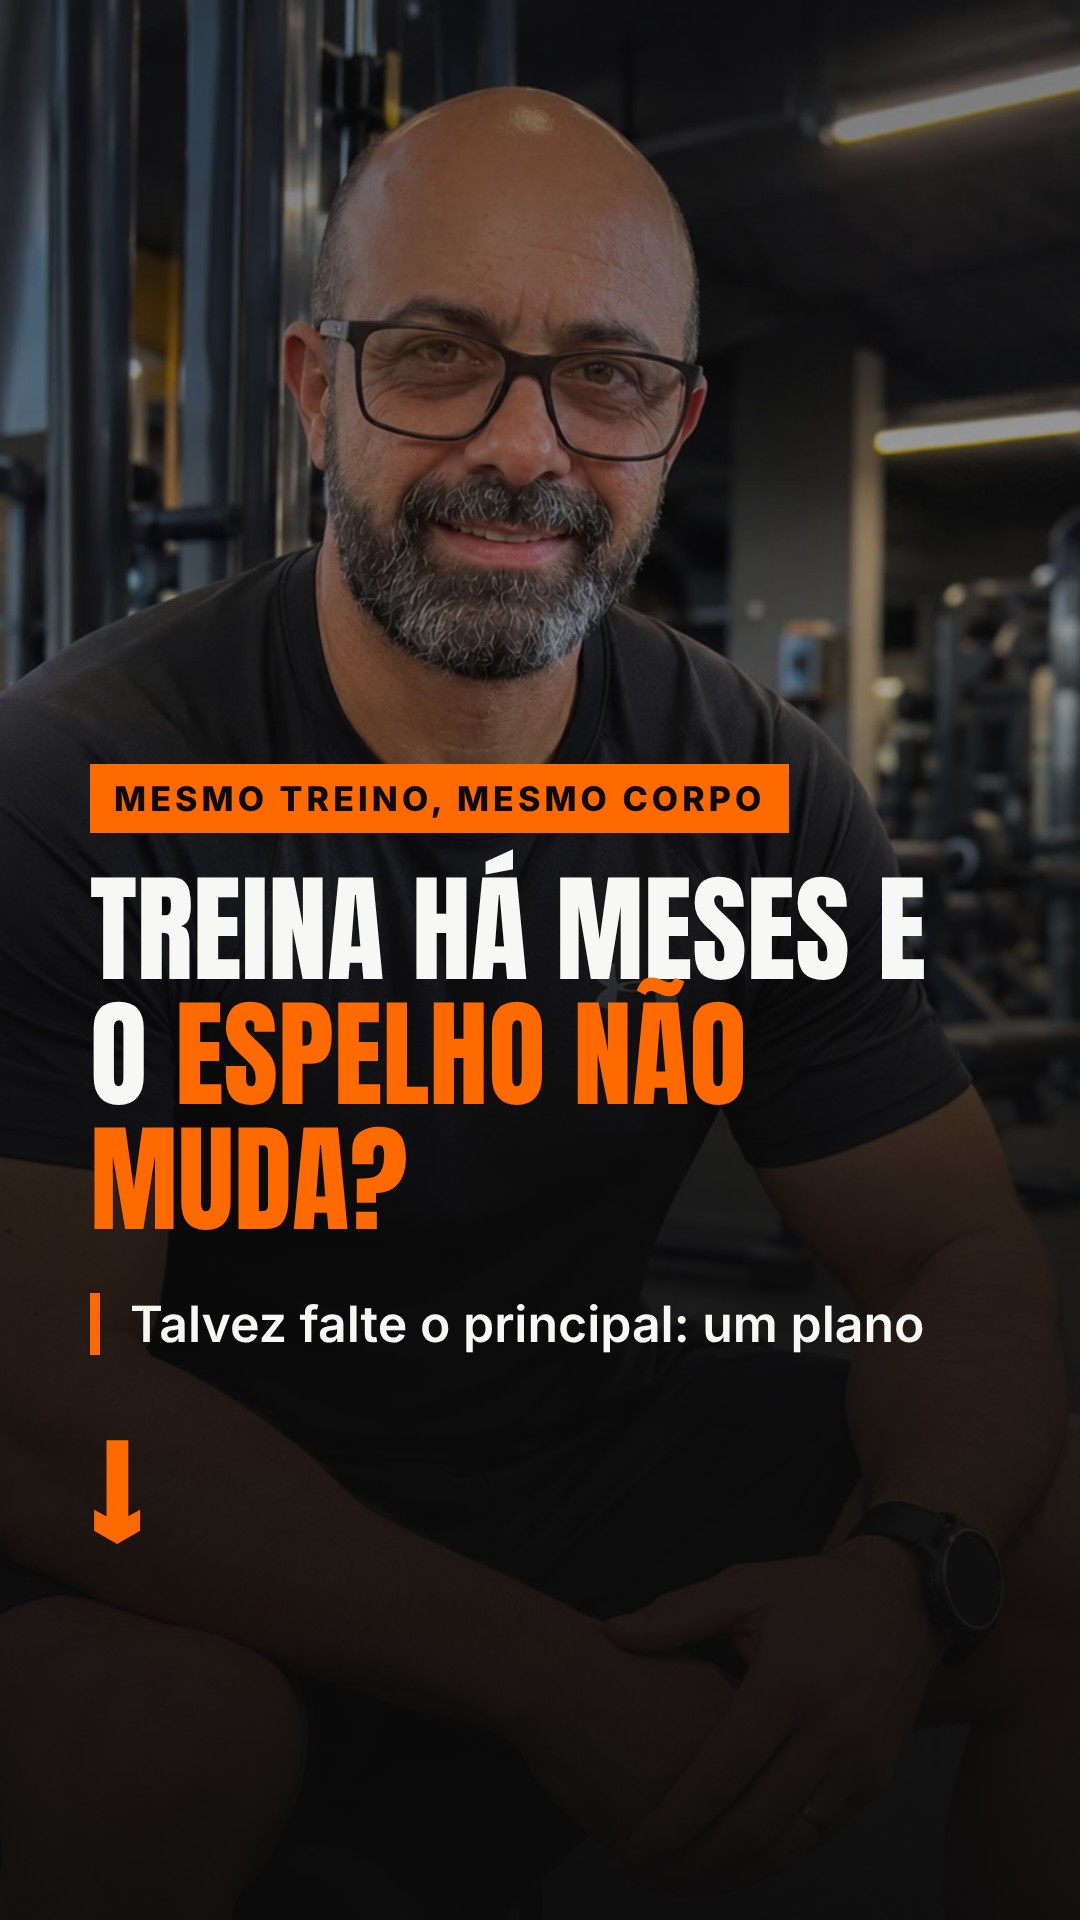 MESMO TREINO, MESMO CORPO
TREINA HÁ MESES E
O ESPELHO NÃO
MUDA?
Talvez falte o principal: um plano